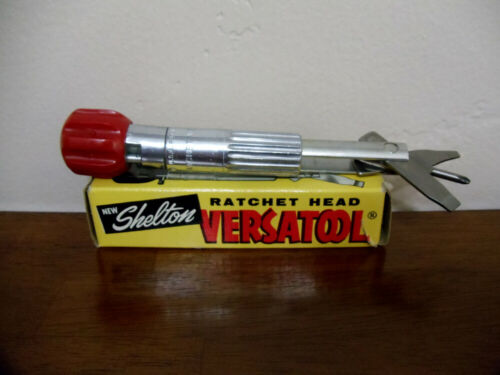 NEW
Shelton
RATCHET HEAD
VERSATOOL®